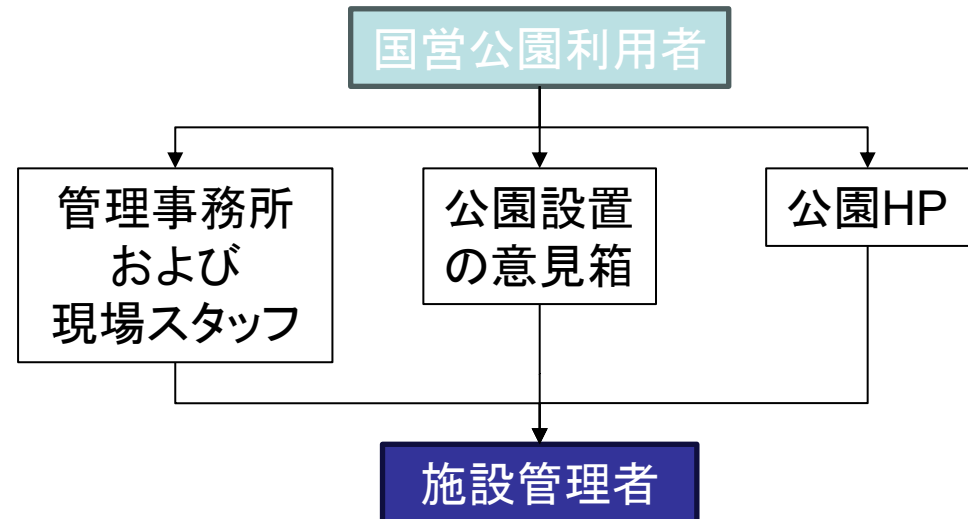 国営公園利用者
管理事務所
および
現場スタッフ
公園設置
の意見箱
公園HP
施設管理者